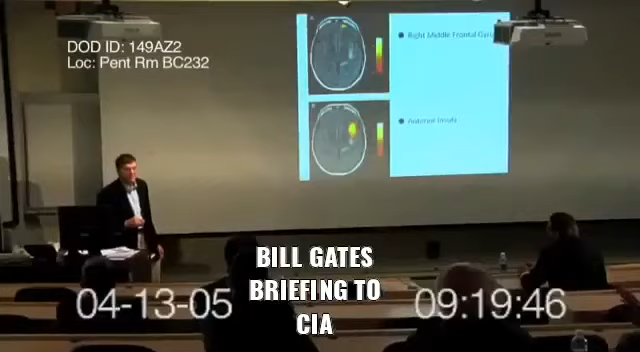 DOD ID: 149AZ2
Loc: Pent Rm BC232
Right Middle Frontal Gyrus
BILL GATES
BRIEFING TO
CIA
04-13-05
09:19:46